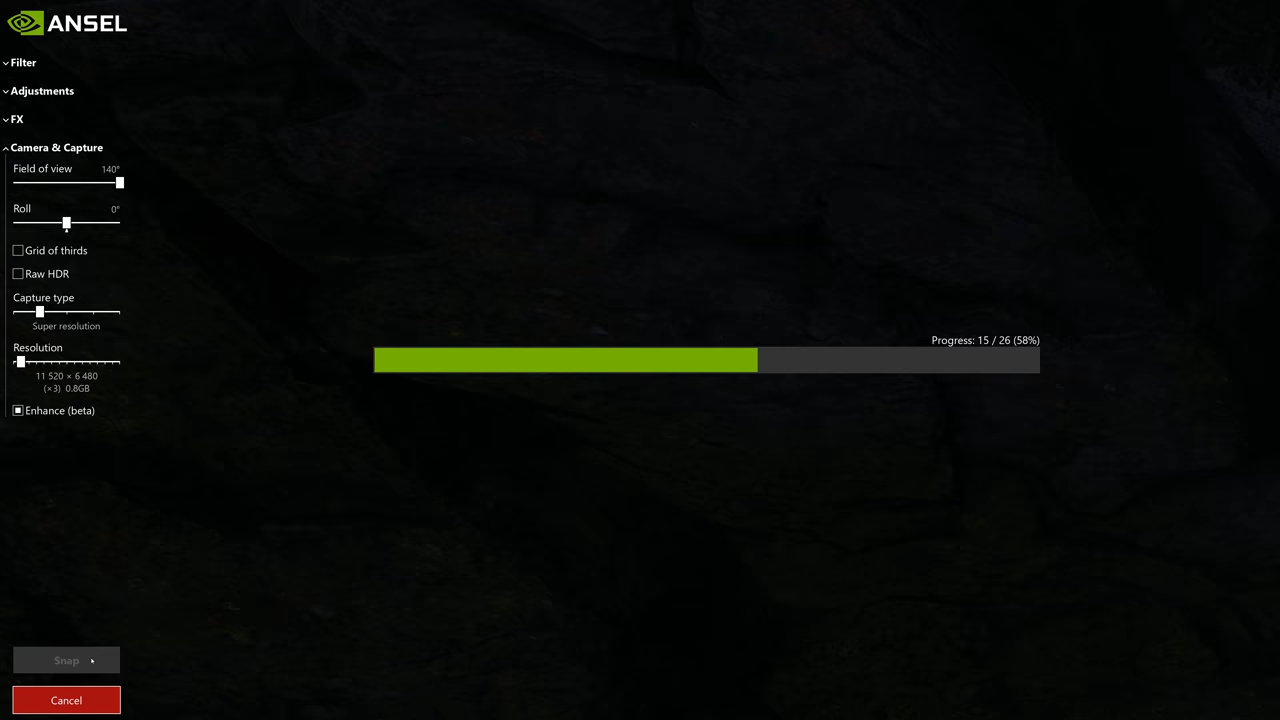 ANSEL
Filter
Adjustments
FX
Camera & Capture
Field of view 140°
Roll 0°
Grid of thirds
Raw HDR
Capture type
Super resolution
Resolution
11 520 × 6 480
(×3) 0.8GB
Enhance (beta)
Progress: 15 / 26 (58%)
Snap
Cancel